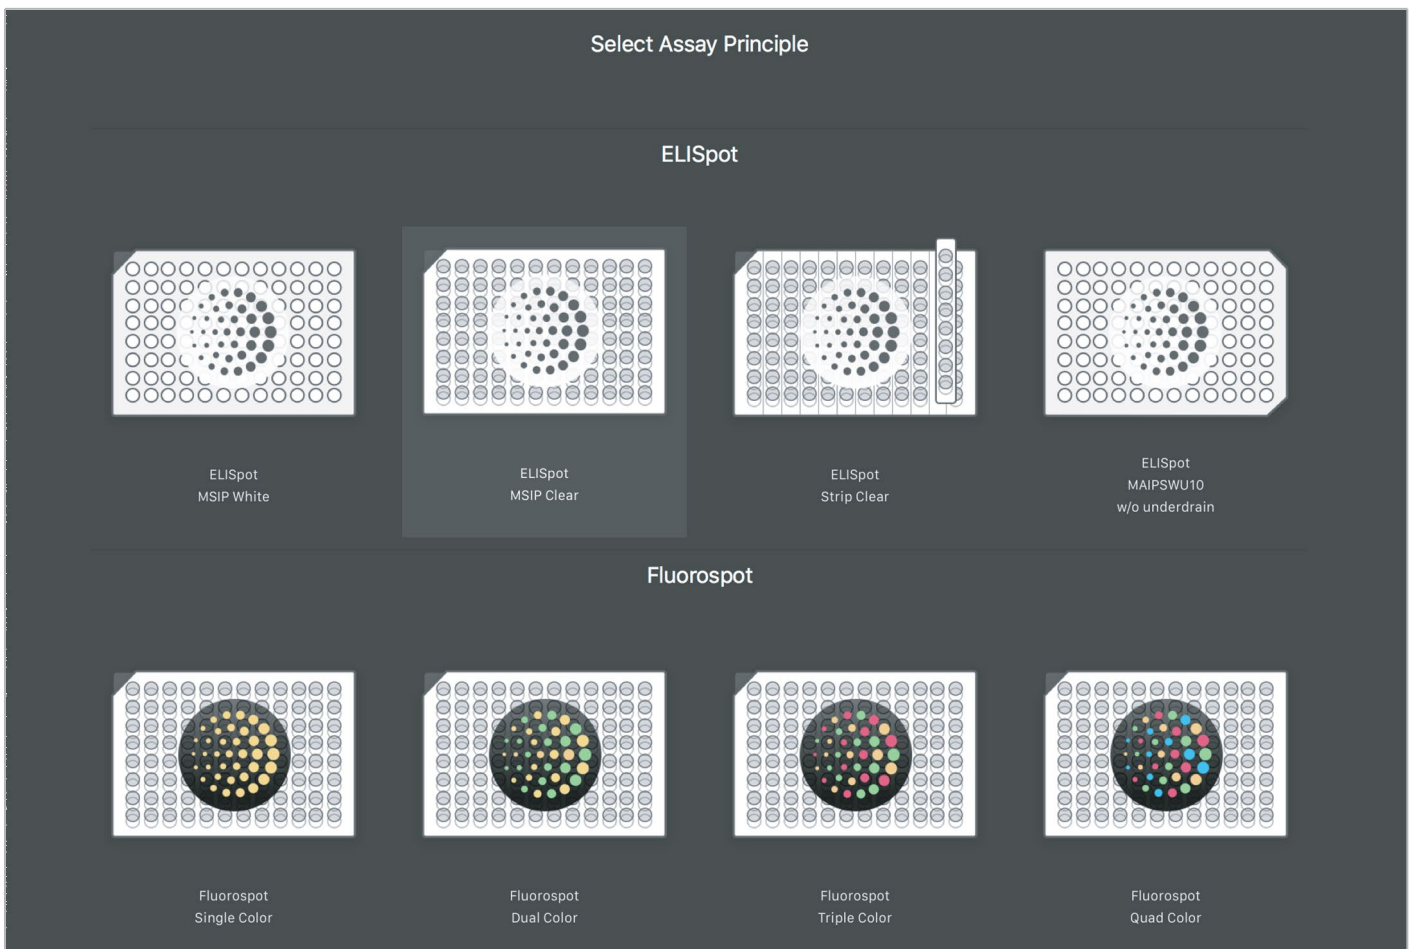 Select Assay Principle
ELISpot
ELISpot
MSIP White
ELISpot
MSIP Clear
ELISpot
Strip Clear
ELISpot
MAIPSWU10
w/o underdrain
Fluorospot
Fluorospot
Single Color
Fluorospot
Dual Color
Fluorospot
Triple Color
Fluorospot
Quad Color